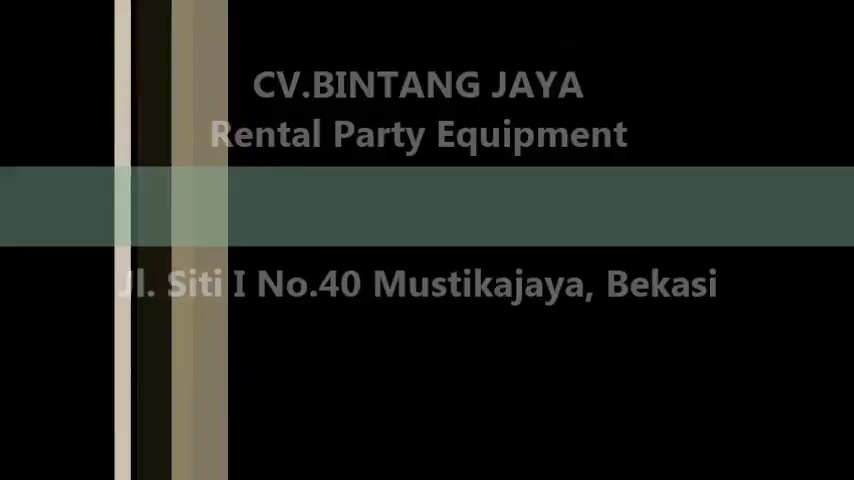 CV.BINTANG JAYA
Rental Party Equipment
Jl. Siti I No.40 Mustikajaya, Bekasi